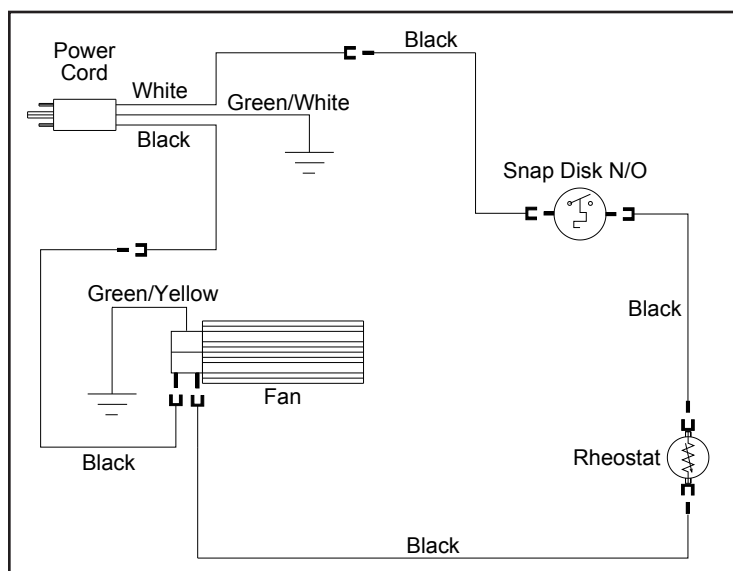 Black
Power
Cord
White
Green/White
Black
Snap Disk N/O
Green/Yellow
Black
Fan
Rheostat
Black
Black